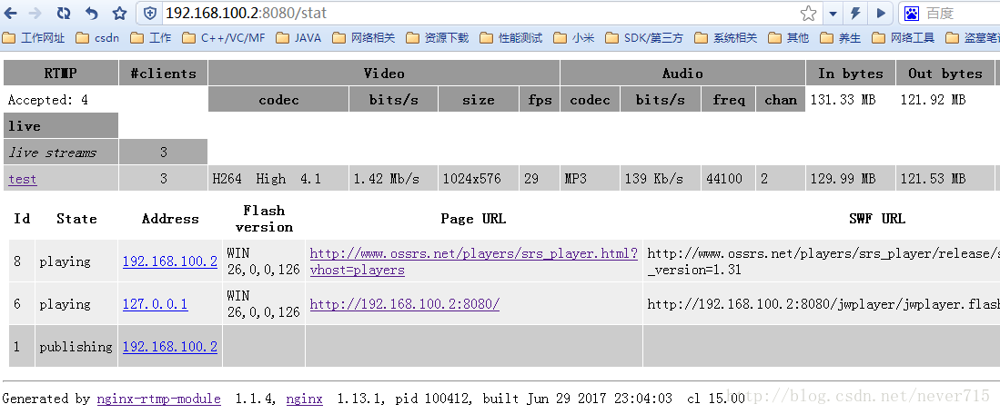 192.168.100.2:8080/stat
百度
工作网址 csdn 工作 C++/VC/MF JAVA 网络相关 资源下载 性能测试 小米 SDK/第三方 系统相关 其他 养生 网络工具 盗墓笔
RTMP #clients Video Audio In bytes Out bytes
Accepted: 4 codec bits/s size fps codec bits/s freq chan 131.33 MB 121.92 MB
live
live streams 3
test 3 H264 High 4.1 1.42 Mb/s 1024x576 29 MP3 139 Kb/s 44100 2 129.99 MB 121.53 MB
Id State Address Flash version Page URL SWF URL
8 playing 192.168.100.2 WIN 26,0,0,126 http://www.ossrs.net/players/srs_player.html?vhost=players http://www.ossrs.net/players/srs_player/release/s
_version=1.31
6 playing 127.0.0.1 WIN 26,0,0,126 http://192.168.100.2:8080/ http://192.168.100.2:8080/jwplayer/jwplayer.flash
1 publishing 192.168.100.2
Generated by nginx-rtmp-module 1.1.4, nginx 1.13.1, pid 100412, built Jun 29 2017 23:04:03 cl 15.00
http://blog.csdn.net/never715